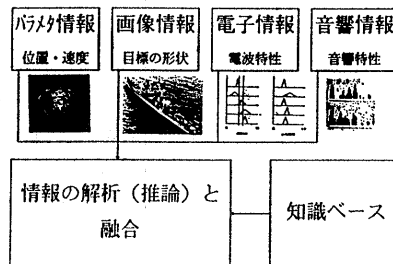 パラメタ情報
位置・速度
画像情報
目標の形状
電子情報
電波特性
音響情報
音響特性
情報の解析（推論）と
融合
知識ベース